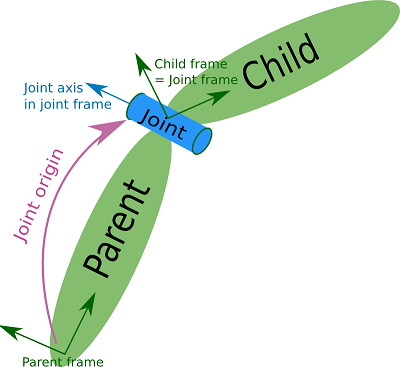 Child frame
= Joint frame
Child
Joint axis
in joint frame
Joint
Joint origin
Parent
Parent frame